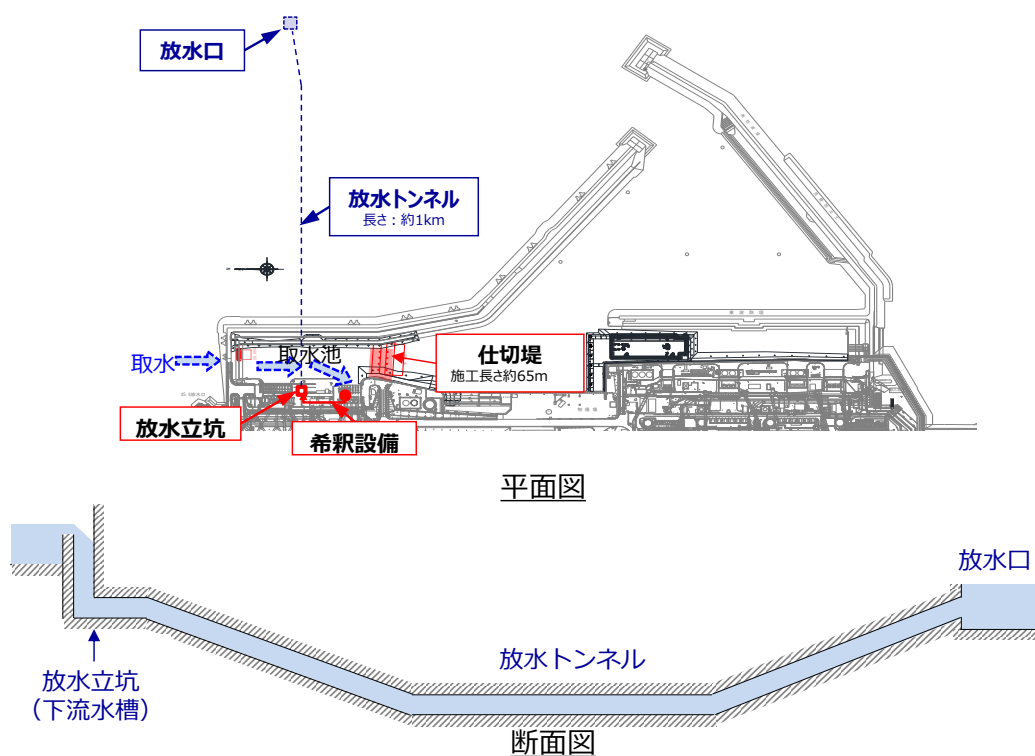 放水口
放水トンネル
長さ：約1km
取水
取水池
仕切堤
施工長さ約65m
放水立坑
希釈設備
平面図
放水口
放水トンネル
放水立坑
（下流水槽）
断面図